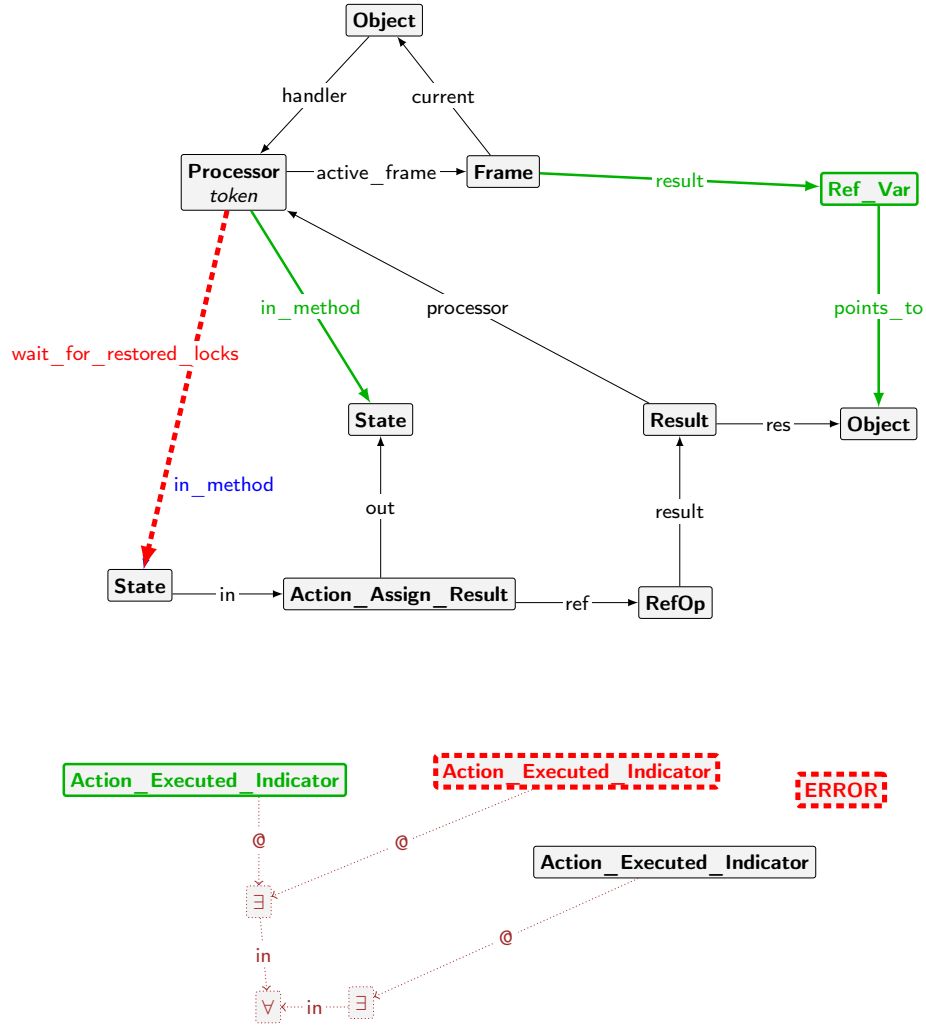 Object
handler
current
Processor
token
active_frame
Frame
result
Ref_Var
in_method
processor
points_to
wait_for_restored_locks
State
Result
res
Object
in_method
out
result
State
in
Action_Assign_Result
ref
RefOp
Action_Executed_Indicator
Action_Executed_Indicator
ERROR
@
@
Action_Executed_Indicator
∃
@
in
∀
in
∃